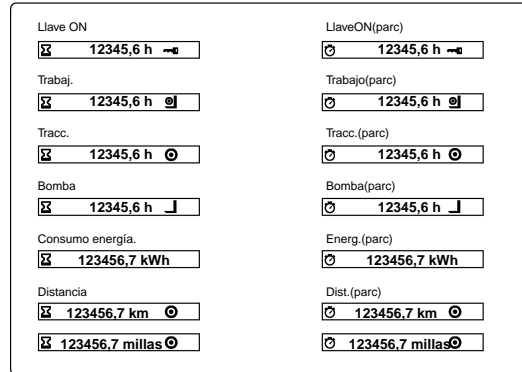 Llave ON
12345,6 h
Trabaj.
12345,6 h
Tracc.
12345,6 h
Bomba
12345,6 h
Consumo energía.
123456,7 kWh
Distancia
123456,7 km
123456,7 millas
LlaveON(parc)
12345,6 h
Trabajo(parc)
12345,6 h
Tracc.(parc)
12345,6 h
Bomba(parc)
12345,6 h
Energ.(parc)
123456,7 kWh
Dist.(parc)
123456,7 km
123456,7 millas